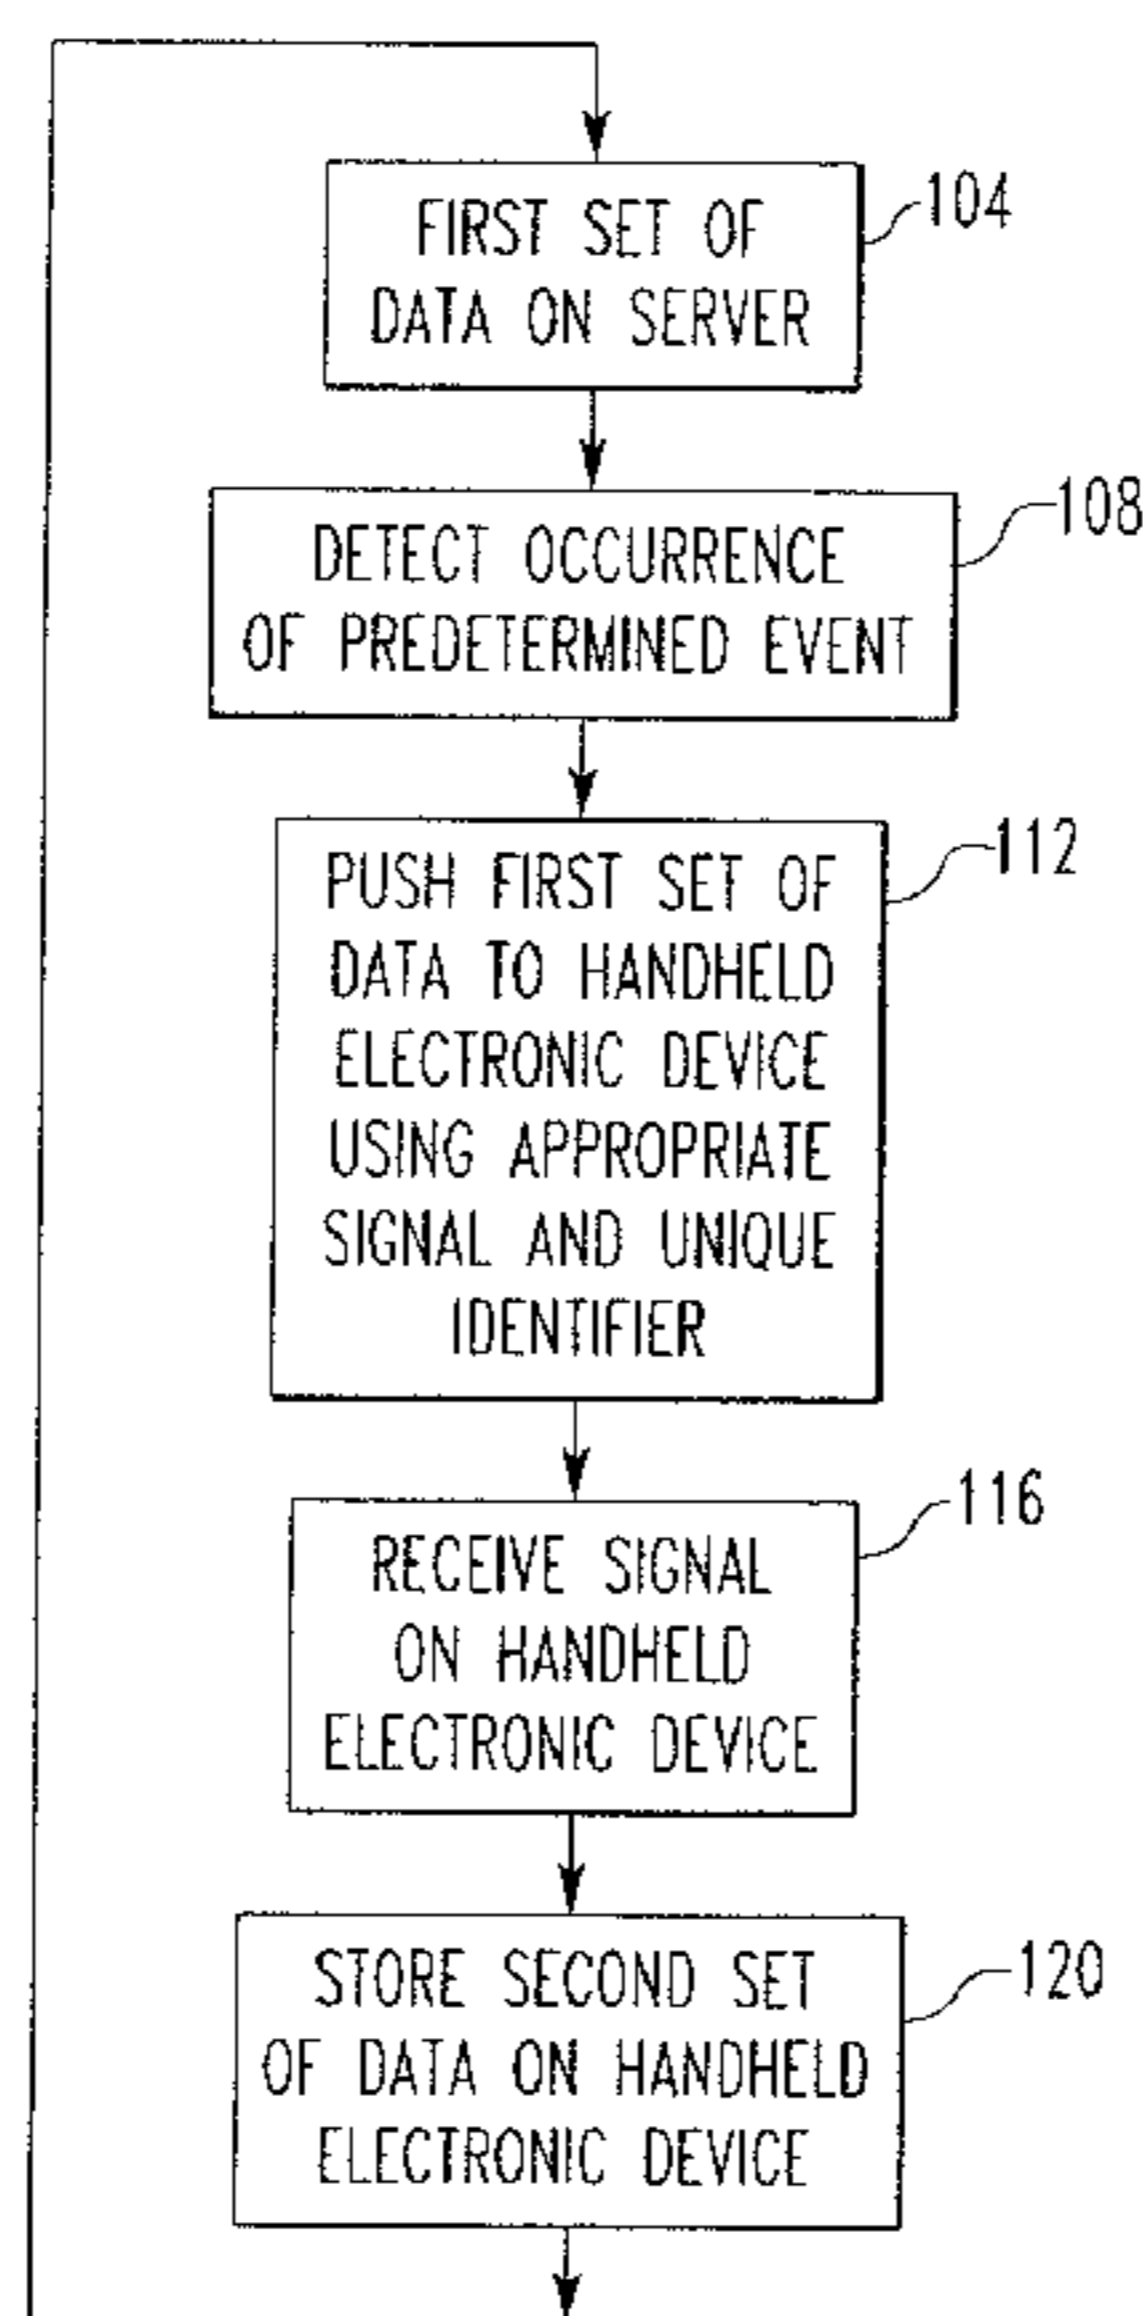 FIRST SET OF
DATA ON SERVER
104
DETECT OCCURRENCE
OF PREDETERMINED EVENT
108
PUSH FIRST SET OF
DATA TO HANDHELD
ELECTRONIC DEVICE
USING APPROPRIATE
SIGNAL AND UNIQUE
IDENTIFIER
112
RECEIVE SIGNAL
ON HANDHELD
ELECTRONIC DEVICE
116
STORE SECOND SET
OF DATA ON HANDHELD
ELECTRONIC DEVICE
120